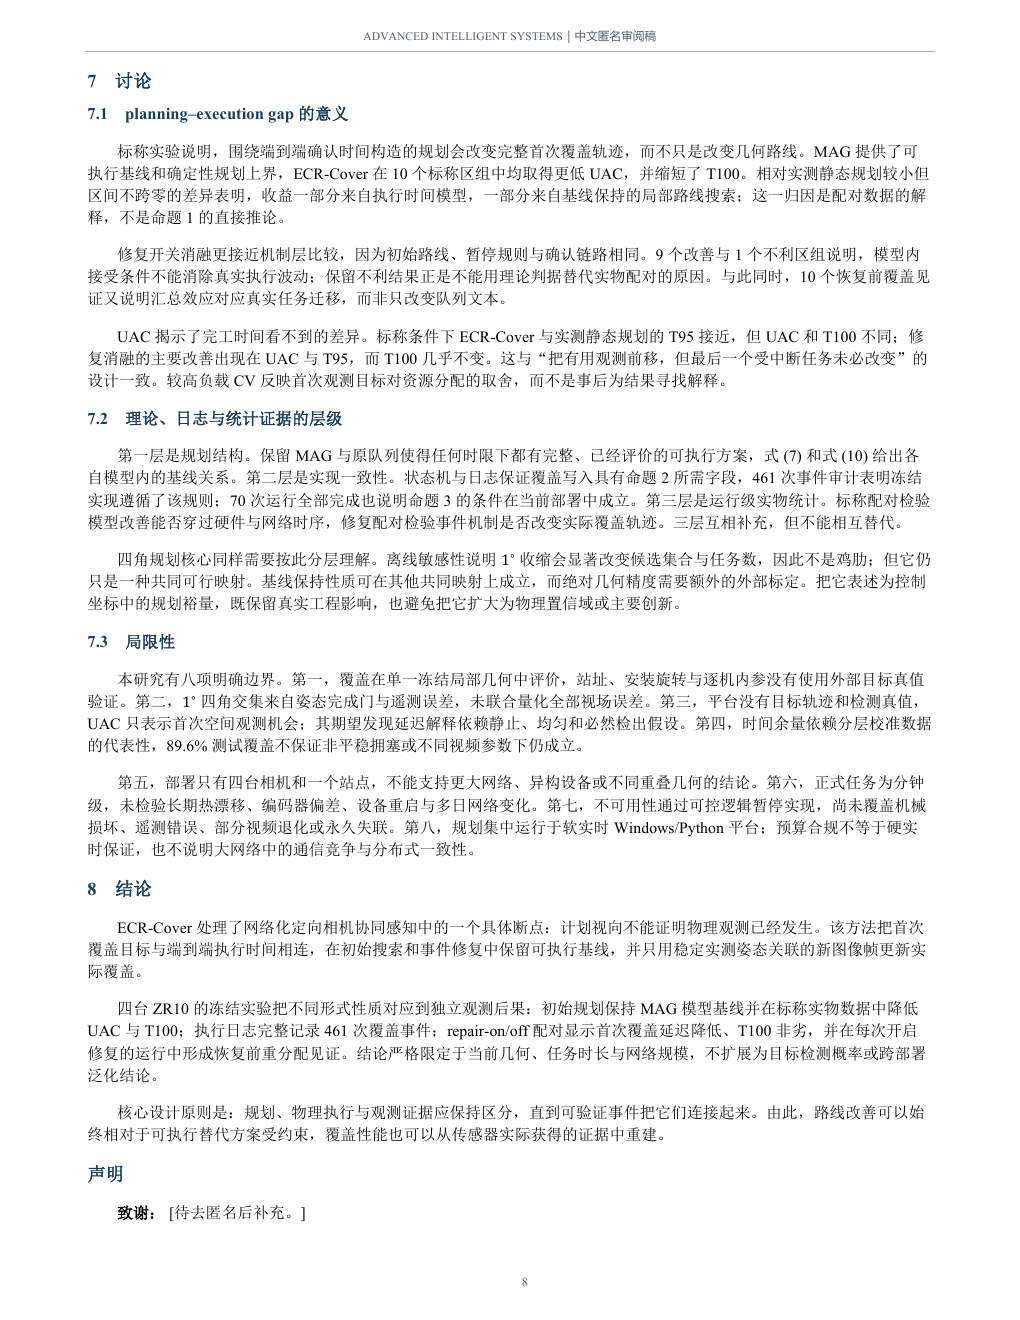 ADVANCED INTELLIGENT SYSTEMS | 中文匿名审阅稿
7 讨论
7.1 planning–execution gap 的意义
标称实验说明，围绕端到端确认时间构造的规划会改变完整首次覆盖轨迹，而不只是改变几何路线。MAG 提供了可
执行基线和确定性规划上界，ECR-Cover 在 10 个标称区组中均取得更低 UAC，并缩短了 T100。相对实测静态规划较小但
区间不跨零的差异表明，收益一部分来自执行时间模型，一部分来自基线保持的局部路线搜索；这一归因是配对数据的解
释，不是命题 1 的直接推论。
修复开关消融更接近机制层比较，因为初始路线、暂停规则与确认链路相同。9 个改善与 1 个不利区组说明，模型内
接受条件不能消除真实执行波动；保留不利结果正是不能用理论判据替代实物配对的原因。与此同时，10 个恢复前覆盖见
证又说明汇总效应对应真实任务迁移，而非只改变队列文本。
UAC 揭示了完工时间看不到的差异。标称条件下 ECR-Cover 与实测静态规划的 T95 接近，但 UAC 和 T100 不同；修
复消融的主要改善出现在 UAC 与 T95，而 T100 几乎不变。这与“把有用观测前移，但最后一个受中断任务未必改变”的
设计一致。较高负载 CV 反映首次观测目标对资源分配的取舍，而不是事后为结果寻找解释。
7.2 理论、日志与统计证据的层级
第一层是规划结构。保留 MAG 与原队列使得任何时限下都有完整、已经评价的可执行方案，式 (7) 和式 (10) 给出各
自模型内的基线关系。第二层是实现一致性。状态机与日志保证覆盖写入具有命题 2 所需字段，461 次事件审计表明冻结
实现遵循了该规则；70 次运行全部完成也说明命题 3 的条件在当前部署中成立。第三层是运行级实物统计。标称配对检验
模型改善能否穿过硬件与网络时序，修复配对检验事件机制是否改变实际覆盖轨迹。三层互相补充，但不能相互替代。
四角规划核心同样需要按此分层理解。离线敏感性说明 1° 收缩会显著改变候选集合与任务数，因此不是鸡肋；但它仍
只是一种共同可行映射。基线保持性质可在其他共同映射上成立，而绝对几何精度需要额外的外部标定。把它表述为控制
坐标中的规划裕量，既保留真实工程影响，也避免把它扩大为物理置信域或主要创新。
7.3 局限性
本研究有八项明确边界。第一，覆盖在单一冻结局部几何中评价，站址、安装旋转与逐机内参没有使用外部目标真值
验证。第二，1° 四角交集来自姿态完成门与遥测误差，未联合量化全部视场误差。第三，平台没有目标轨迹和检测真值，
UAC 只表示首次空间观测机会；其期望发现延迟解释依赖静止、均匀和必然检出假设。第四，时间余量依赖分层校准数据
的代表性，89.6% 测试覆盖不保证非平稳拥塞或不同视频参数下仍成立。
第五，部署只有四台相机和一个站点，不能支持更大网络、异构设备或不同重叠几何的结论。第六，正式任务为分钟
级，未检验长期热漂移、编码器偏差、设备重启与多日网络变化。第七，不可用性通过可控逻辑暂停实现，尚未覆盖机械
损坏、遥测错误、部分视频退化或永久失联。第八，规划集中运行于软实时 Windows/Python 平台；预算合规不等于硬实
时保证，也不说明大网络中的通信竞争与分布式一致性。
8 结论
ECR-Cover 处理了网络化定向相机协同感知中的一个具体断点：计划视向不能证明物理观测已经发生。该方法把首次
覆盖目标与端到端执行时间相连，在初始搜索和事件修复中保留可执行基线，并只用稳定实测姿态关联的新图像帧更新实
际覆盖。
四台 ZR10 的冻结实验把不同形式性质对应到独立观测后果：初始规划保持 MAG 模型基线并在标称实物数据中降低
UAC 与 T100；执行日志完整记录 461 次覆盖事件；repair-on/off 配对显示首次覆盖延迟降低、T100 非劣，并在每次开启
修复的运行中形成恢复前重分配见证。结论严格限定于当前几何、任务时长与网络规模，不扩展为目标检测概率或跨部署
泛化结论。
核心设计原则是：规划、物理执行与观测证据应保持区分，直到可验证事件把它们连接起来。由此，路线改善可以始
终相对于可执行替代方案受约束，覆盖性能也可以从传感器实际获得的证据中重建。
声明
致谢： [待去匿名后补充。]
8